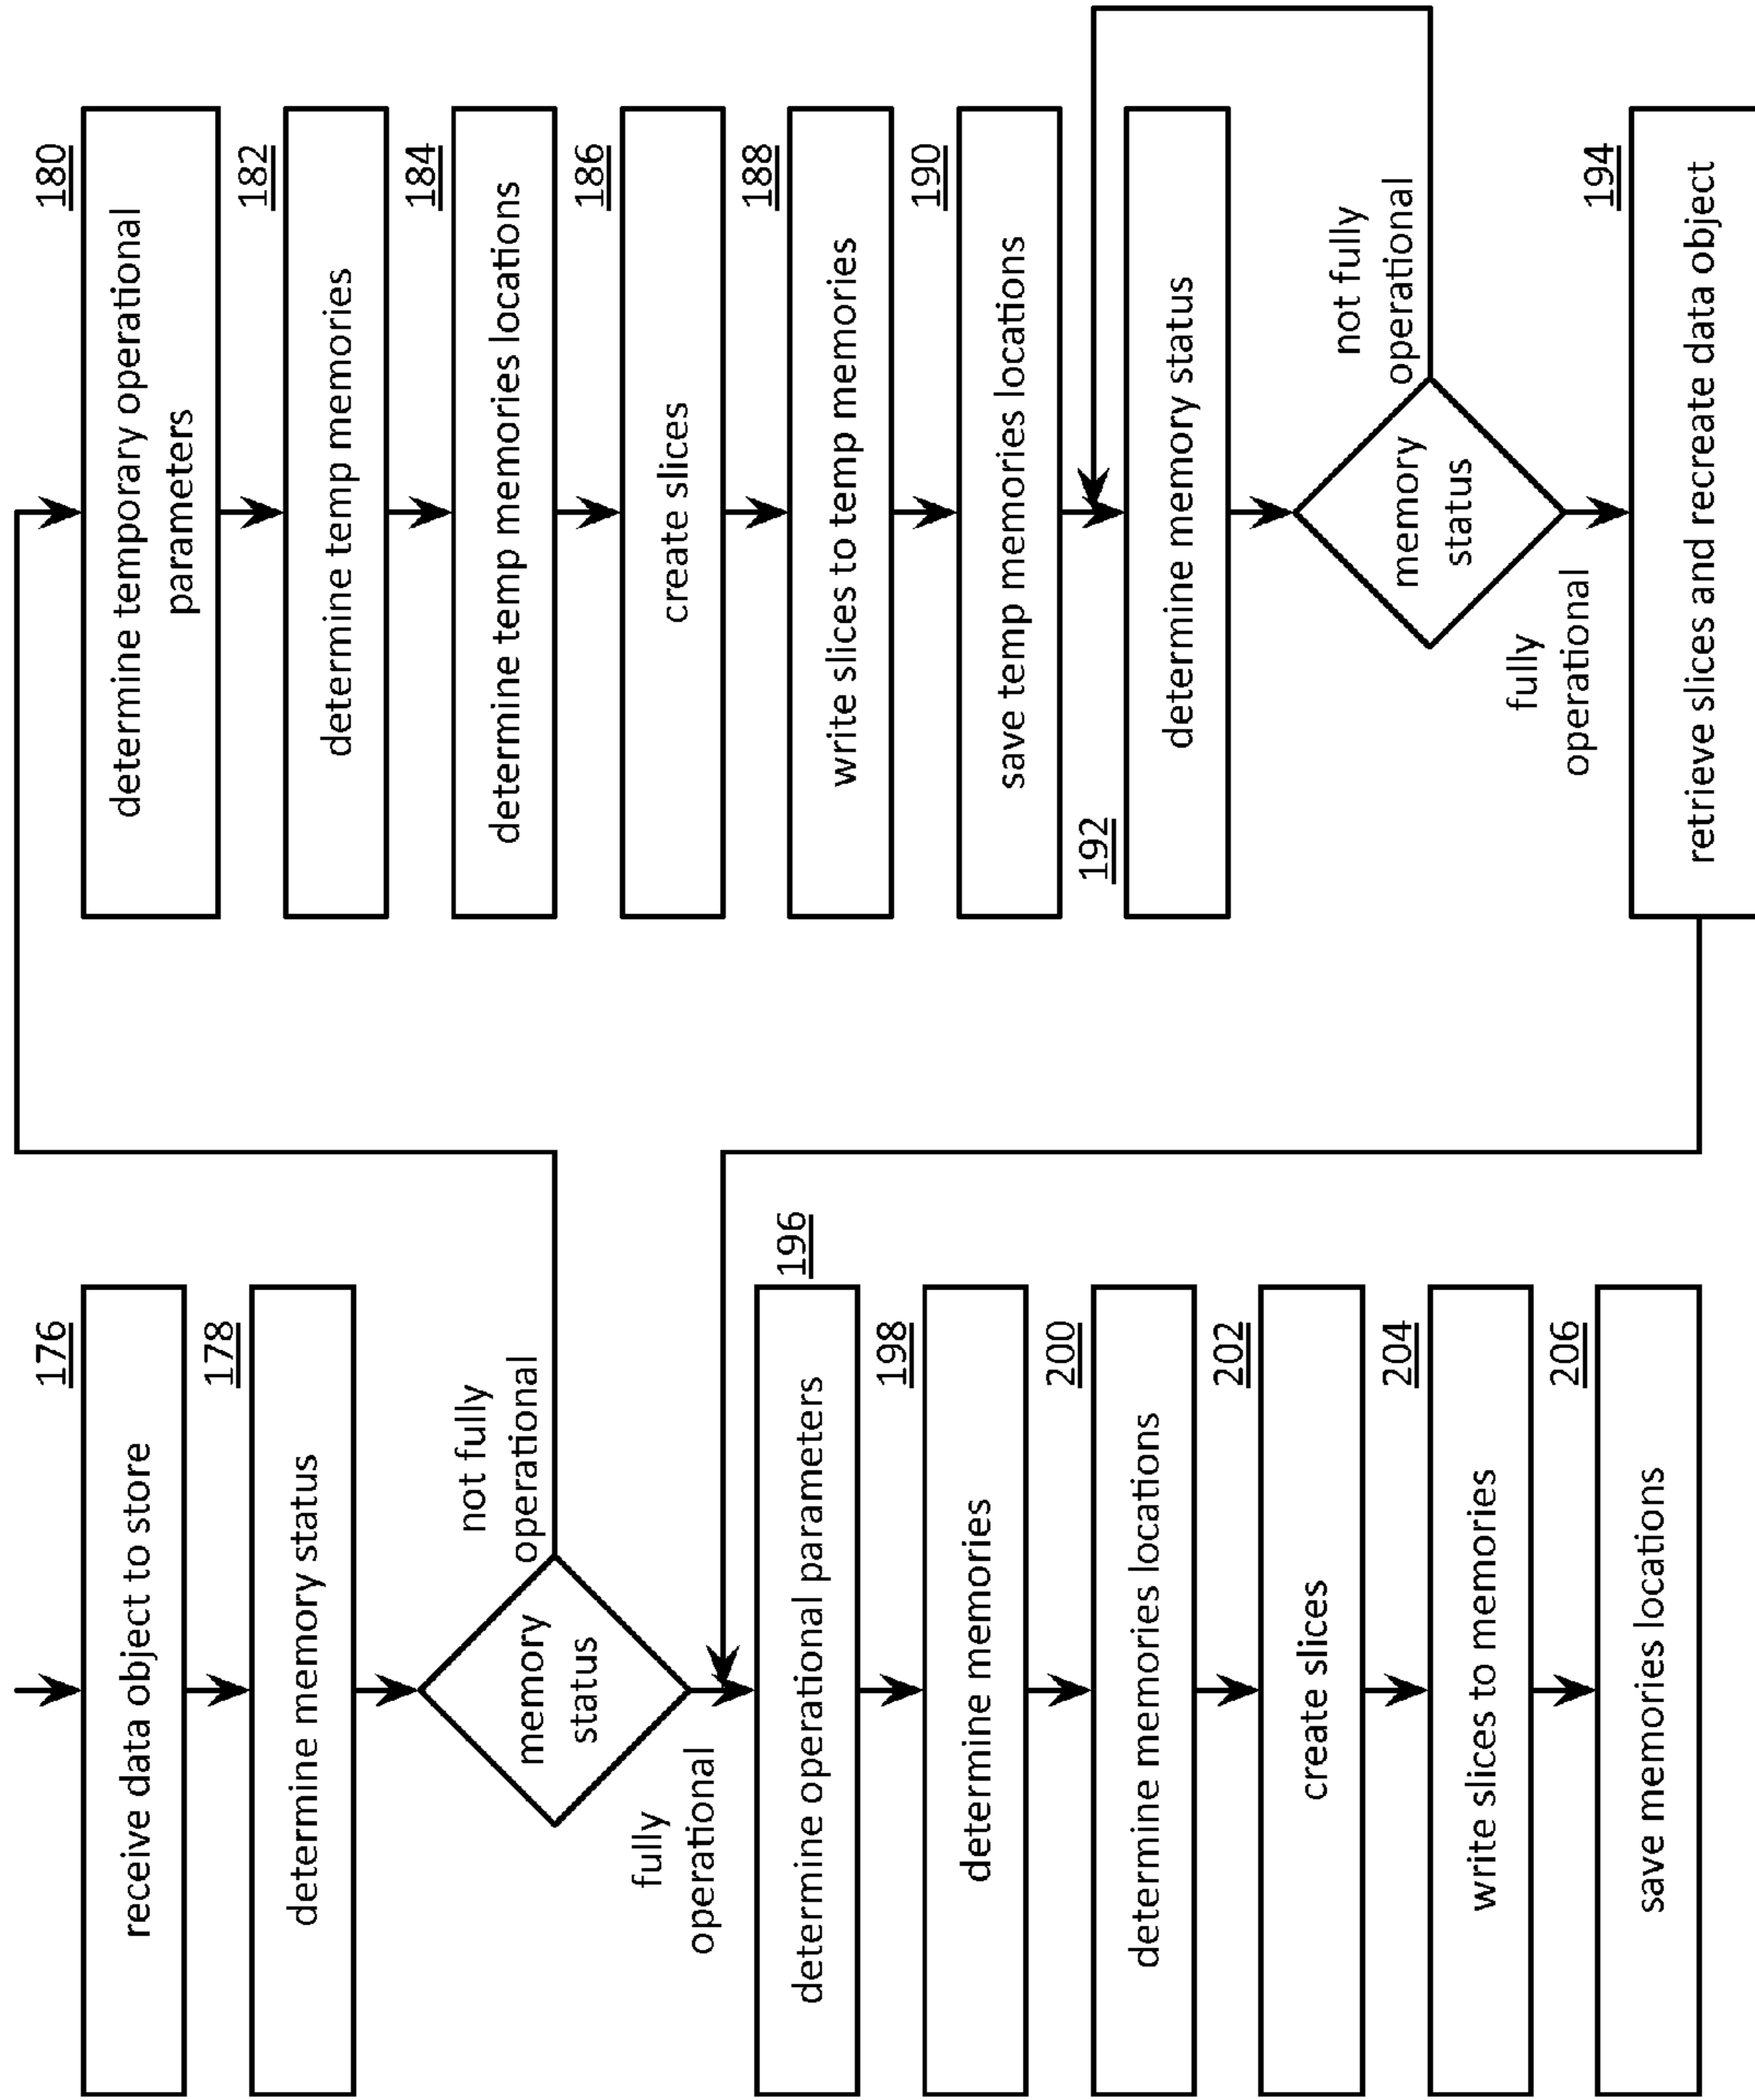 176
receive data object to store
178
determine memory status
memory
status
not fully
operational
fully
operational
196
determine operational parameters
198
determine memories
200
determine memories locations
202
create slices
204
write slices to memories
206
save memories locations
180
determine temporary operational
parameters
182
determine temp memories
184
determine temp memories locations
186
create slices
188
write slices to temp memories
190
save temp memories locations
192
determine memory status
memory
status
not fully
operational
fully
operational
194
retrieve slices and recreate data object